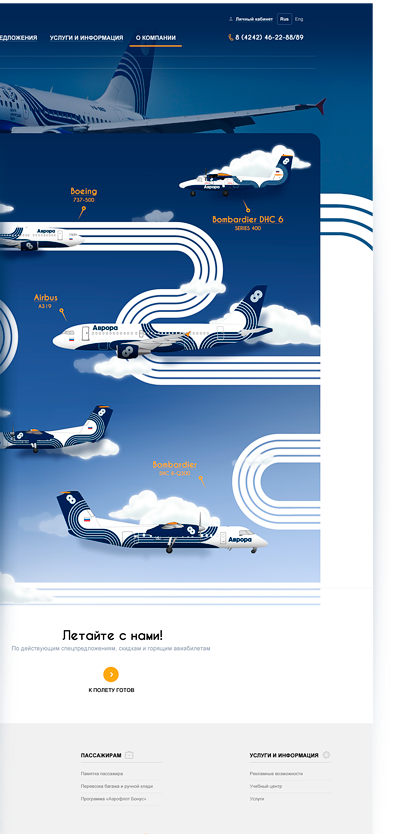 Личный кабинет Rus Eng
ЕДЛОЖЕНИЯ УСЛУГИ И ИНФОРМАЦИЯ О КОМПАНИИ
8 (4242) 46-22-88/89
Boeing
737-500
Аврора
Bombardier DHC 6
SERIES 400
Airbus
A319
Аврора
Bombardier
DHC 8-Q300
Аврора
Летайте с нами!
По действующим спецпредложениям, скидкам и горящим авиабилетам
К ПОЛЕТУ ГОТОВ
ПАССАЖИРАМ
Памятка пассажира
Перевозка багажа и ручной клади
Программа «Аэрофлот Бонус»
УСЛУГИ И ИНФОРМАЦИЯ
Рекламные возможности
Учебный центр
Услуги